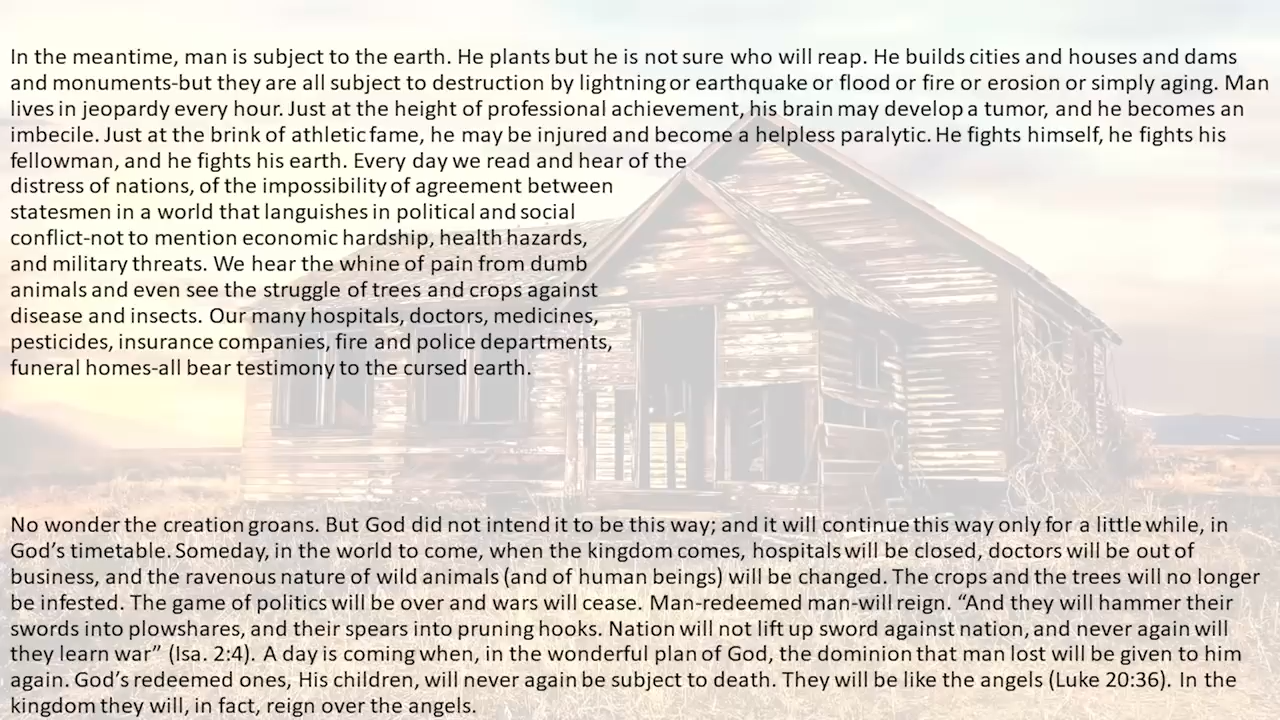 In the meantime, man is subject to the earth. He plants but he is not sure who will reap. He builds cities and houses and dams
and monuments-but they are all subject to destruction by lightning or earthquake or flood or fire or erosion or simply aging. Man
lives in jeopardy every hour. Just at the height of professional achievement, his brain may develop a tumor, and he becomes an
imbecile. Just at the brink of athletic fame, he may be injured and become a helpless paralytic. He fights himself, he fights his
fellowman, and he fights his earth. Every day we read and hear of the
distress of nations, of the impossibility of agreement between
statesmen in a world that languishes in political and social
conflict-not to mention economic hardship, health hazards,
and military threats. We hear the whine of pain from dumb
animals and even see the struggle of trees and crops against
disease and insects. Our many hospitals, doctors, medicines,
pesticides, insurance companies, fire and police departments,
funeral homes-all bear testimony to the cursed earth.
No wonder the creation groans. But God did not intend it to be this way; and it will continue this way only for a little while, in
God’s timetable. Someday, in the world to come, when the kingdom comes, hospitals will be closed, doctors will be out of
business, and the ravenous nature of wild animals (and of human beings) will be changed. The crops and the trees will no longer
be infested. The game of politics will be over and wars will cease. Man-redeemed man-will reign. “And they will hammer their
swords into plowshares, and their spears into pruning hooks. Nation will not lift up sword against nation, and never again will
they learn war” (Isa. 2:4). A day is coming when, in the wonderful plan of God, the dominion that man lost will be given to him
again. God’s redeemed ones, His children, will never again be subject to death. They will be like the angels (Luke 20:36). In the
kingdom they will, in fact, reign over the angels.